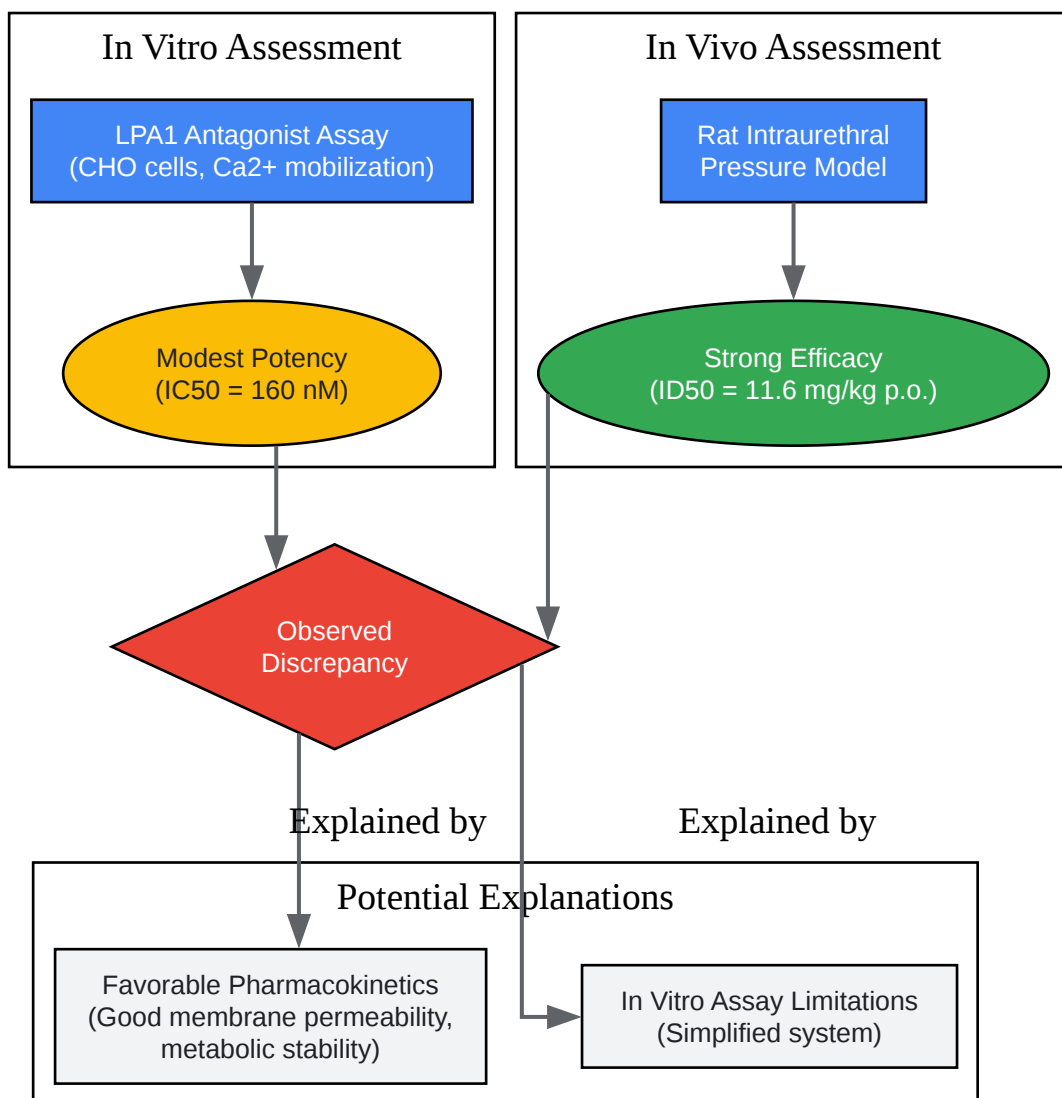 In Vitro Assessment
LPA1 Antagonist Assay
(CHO cells, Ca2+ mobilization)
Modest Potency
(IC50 = 160 nM)
In Vivo Assessment
Rat Intraurethral
Pressure Model
Strong Efficacy
(ID50 = 11.6 mg/kg p.o.)
Observed
Discrepancy
Explained by
Explained by
Potential Explanations
Favorable Pharmacokinetics
(Good membrane permeability,
metabolic stability)
In Vitro Assay Limitations
(Simplified system)